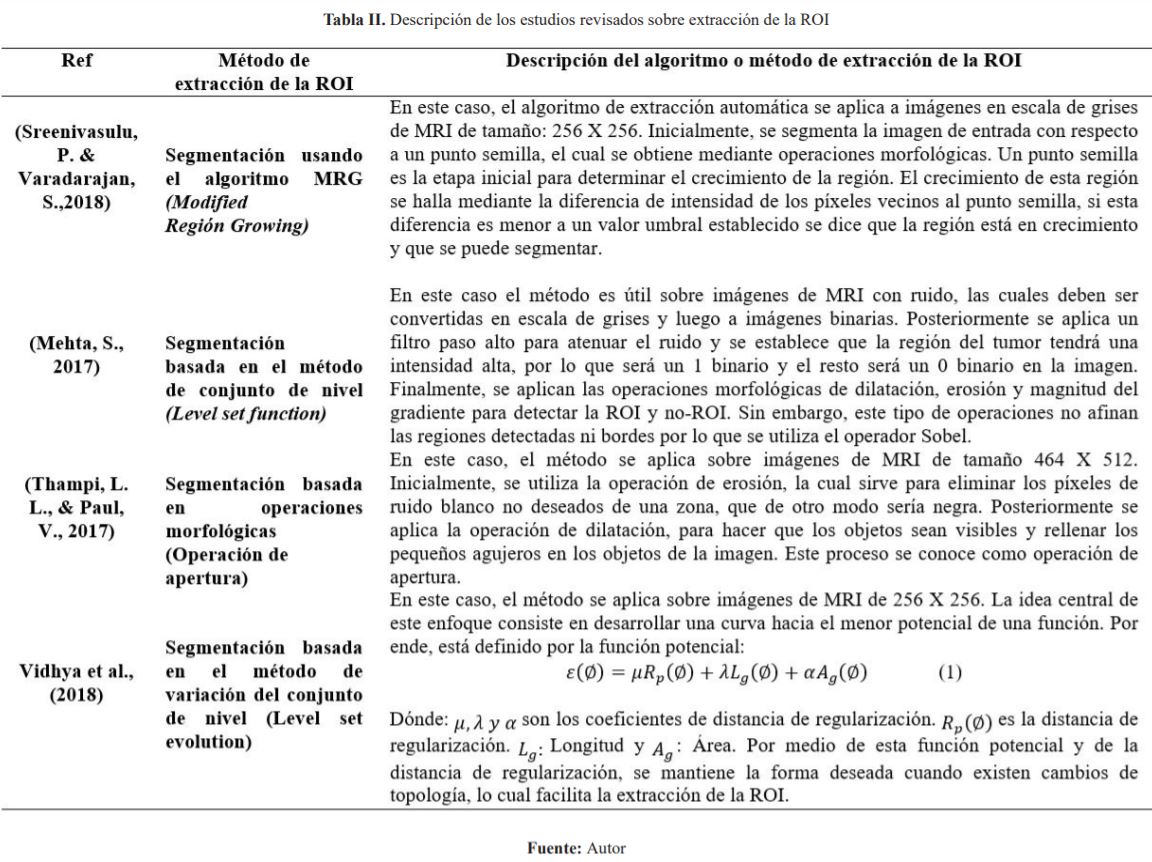 Tabla II. Descripción de los estudios revisados sobre extracción de la ROI
Ref
Método de
extracción de la ROI
Descripción del algoritmo o método de extracción de la ROI
(Sreenivasulu,
P. &
Varadarajan,
S.,2018)
Segmentación usando
el algoritmo MRG
(Modified
Región Growing)
En este caso, el algoritmo de extracción automática se aplica a imágenes en escala de grises
de MRI de tamaño: 256 X 256. Inicialmente, se segmenta la imagen de entrada con respecto
a un punto semilla, el cual se obtiene mediante operaciones morfológicas. Un punto semilla
es la etapa inicial para determinar el crecimiento de la región. El crecimiento de esta región
se halla mediante la diferencia de intensidad de los píxeles vecinos al punto semilla, si esta
diferencia es menor a un valor umbral establecido se dice que la región está en crecimiento
y que se puede segmentar.
(Mehta, S.,
2017)
Segmentación
basada en el método
de conjunto de nivel
(Level set function)
En este caso el método es útil sobre imágenes de MRI con ruido, las cuales deben ser
convertidas en escala de grises y luego a imágenes binarias. Posteriormente se aplica un
filtro paso alto para atenuar el ruido y se establece que la región del tumor tendrá una
intensidad alta, por lo que será un 1 binario y el resto será un 0 binario en la imagen.
Finalmente, se aplican las operaciones morfológicas de dilatación, erosión y magnitud del
gradiente para detectar la ROI y no-ROI. Sin embargo, este tipo de operaciones no afinan
las regiones detectadas ni bordes por lo que se utiliza el operador Sobel.
(Thampi, L.
L., & Paul,
V., 2017)
Segmentación basada
en operaciones
morfológicas
(Operación de
apertura)
En este caso, el método se aplica sobre imágenes de MRI de tamaño 464 X 512.
Inicialmente, se utiliza la operación de erosión, la cual sirve para eliminar los píxeles de
ruido blanco no deseados de una zona, que de otro modo sería negra. Posteriormente se
aplica la operación de dilatación, para hacer que los objetos sean visibles y rellenar los
pequeños agujeros en los objetos de la imagen. Este proceso se conoce como operación de
apertura.
Vidhya et al.,
(2018)
Segmentación basada
en el método de
variación del conjunto
de nivel (Level set
evolution)
En este caso, el método se aplica sobre imágenes de MRI de 256 X 256. La idea central de
este enfoque consiste en desarrollar una curva hacia el menor potencial de una función. Por
ende, está definido por la función potencial:
ε(Ø) = μR_p(Ø) + λL_g(Ø) + αA_g(Ø) (1)
Dónde: μ, λ y α son los coeficientes de distancia de regularización. R_p(Ø) es la distancia de
regularización. L_g: Longitud y A_g: Área. Por medio de esta función potencial y de la
distancia de regularización, se mantiene la forma deseada cuando existen cambios de
topología, lo cual facilita la extracción de la ROI.
Fuente: Autor